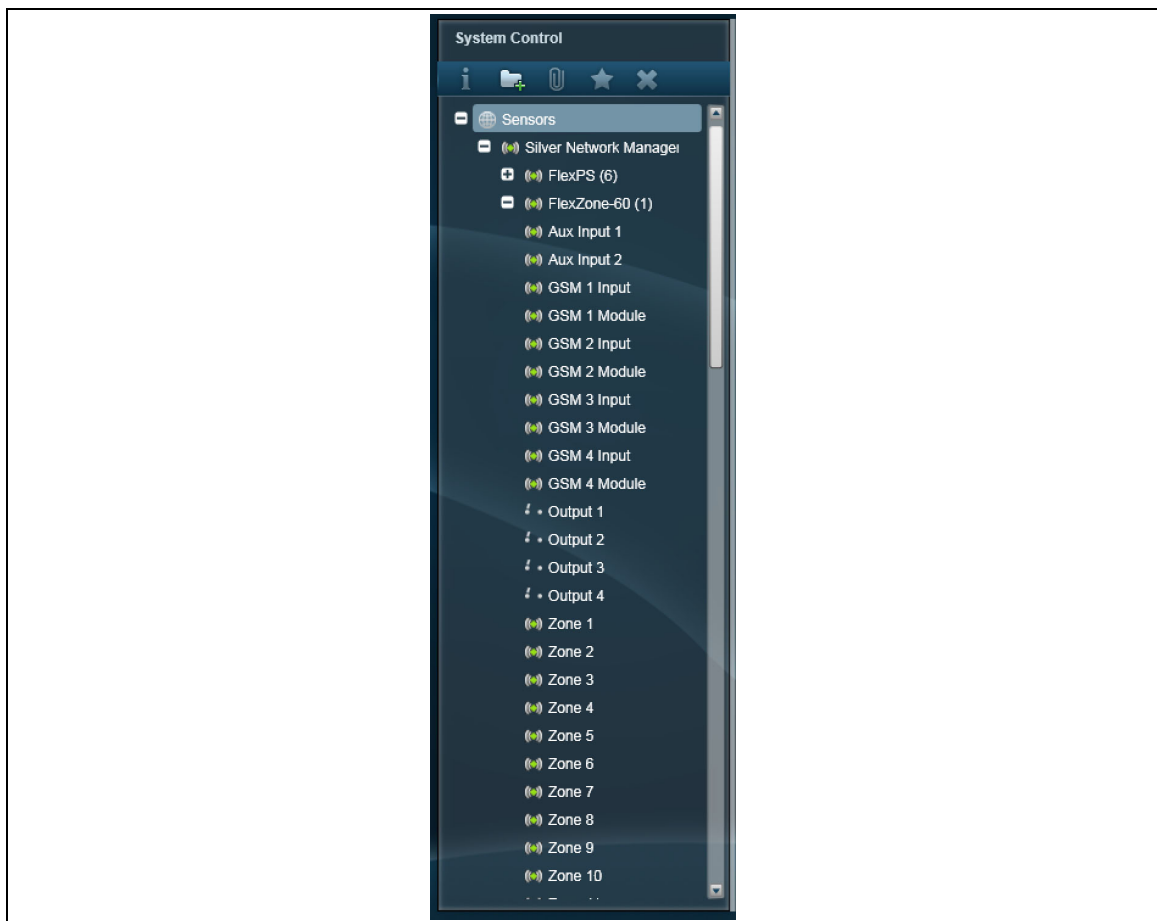 System Control
Sensors
Silver Network Manager
FlexPS (6)
FlexZone-60 (1)
Aux Input 1
Aux Input 2
GSM 1 Input
GSM 1 Module
GSM 2 Input
GSM 2 Module
GSM 3 Input
GSM 3 Module
GSM 4 Input
GSM 4 Module
Output 1
Output 2
Output 3
Output 4
Zone 1
Zone 2
Zone 3
Zone 4
Zone 5
Zone 6
Zone 7
Zone 8
Zone 9
Zone 10